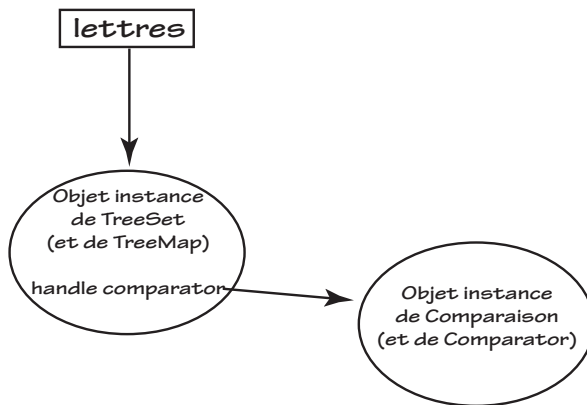 lettres
Objet instance
de TreeSet
(et de TreeMap)
handle comparator
Objet instance
de Comparaison
(et de Comparator)